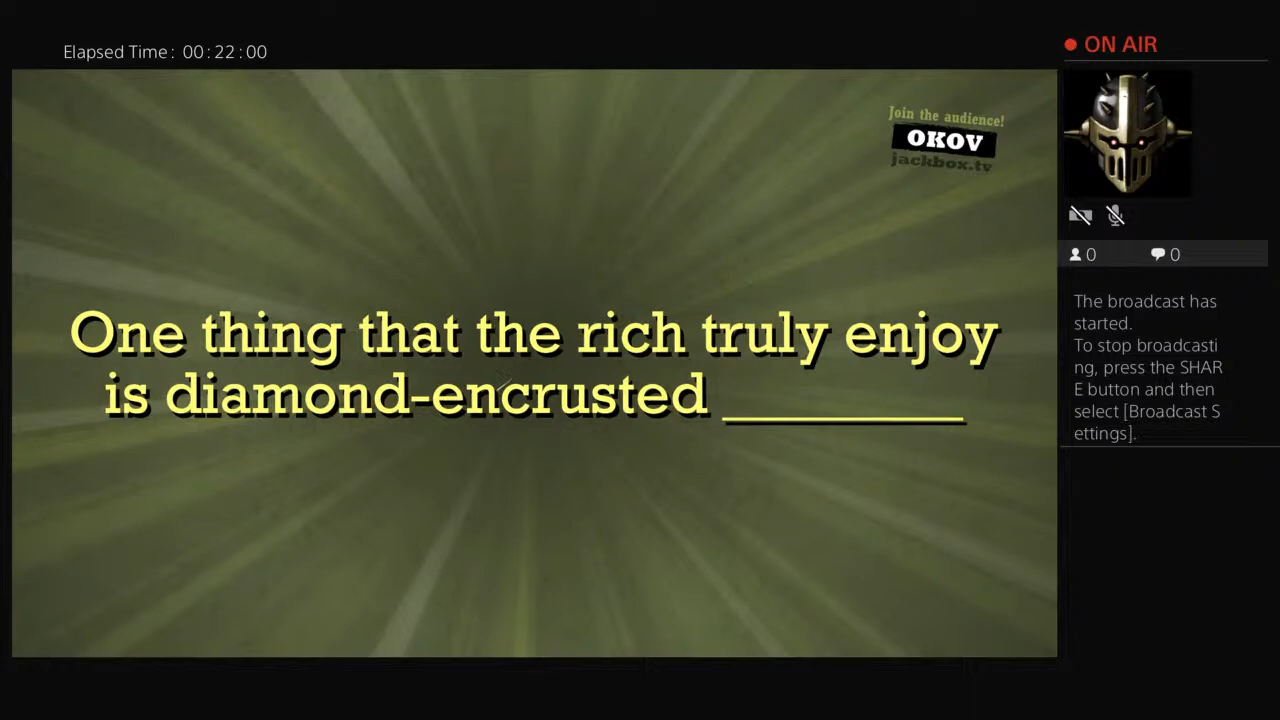 Elapsed Time: 00:22:00
ON AIR
Join the audience!
OKOV
jackbox.tv
0
0
One thing that the rich truly enjoy
is diamond-encrusted ________
The broadcast has
started.
To stop broadcasti
ng, press the SHAR
E button and then
select [Broadcast S
ettings].